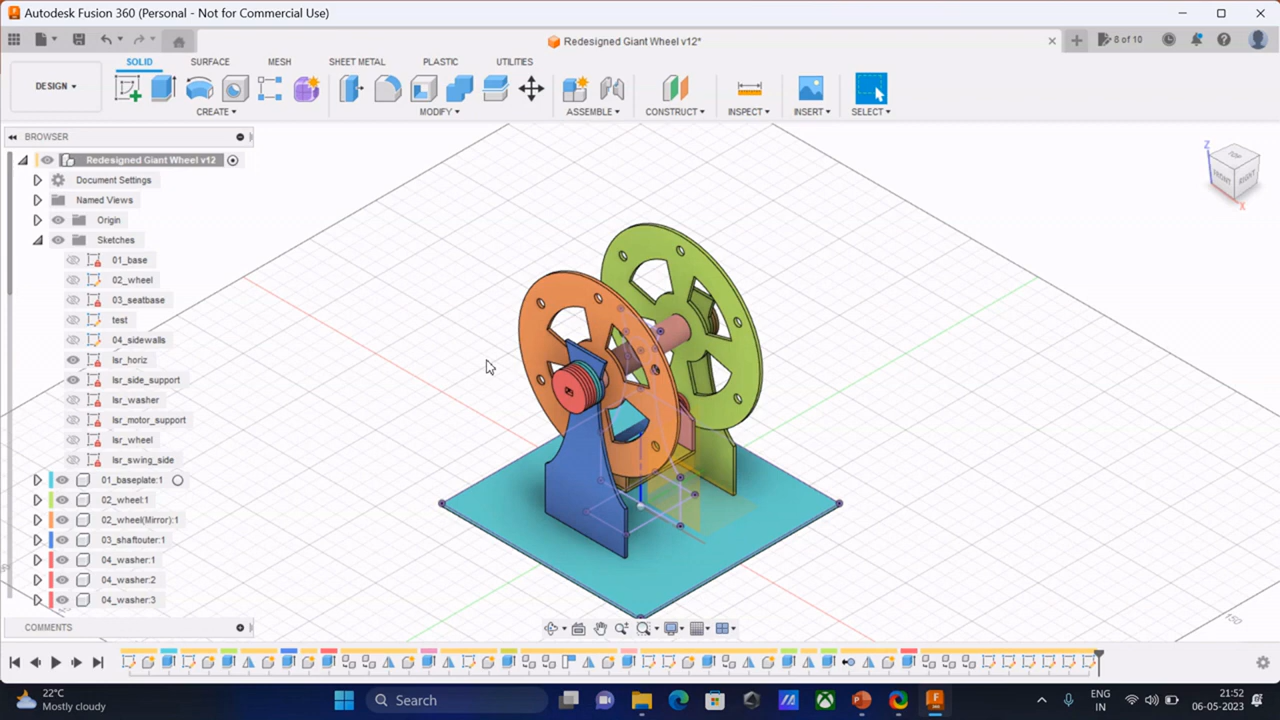 Autodesk Fusion 360 (Personal - Not for Commercial Use)
Redesigned Giant Wheel v12*
8 of 10
DESIGN
SOLID
SURFACE
MESH
SHEET METAL
PLASTIC
UTILITIES
CREATE
MODIFY
ASSEMBLE
CONSTRUCT
INSPECT
INSERT
SELECT
BROWSER
Redesigned Giant Wheel v12
Document Settings
Named Views
Origin
Sketches
01_base
02_wheel
03_seatbase
test
04_sidewalls
lsr_horiz
lsr_side_support
lsr_washer
lsr_motor_support
lsr_wheel
lsr_swing_side
01_baseplate:1
02_wheel:1
02_wheel(Mirror):1
03_shaftouter:1
04_washer:1
04_washer:2
04_washer:3
COMMENTS
Z
TOP
FRONT
RIGHT
X
150
22°C
Mostly cloudy
Search
ENG
IN
21:52
06-05-2023